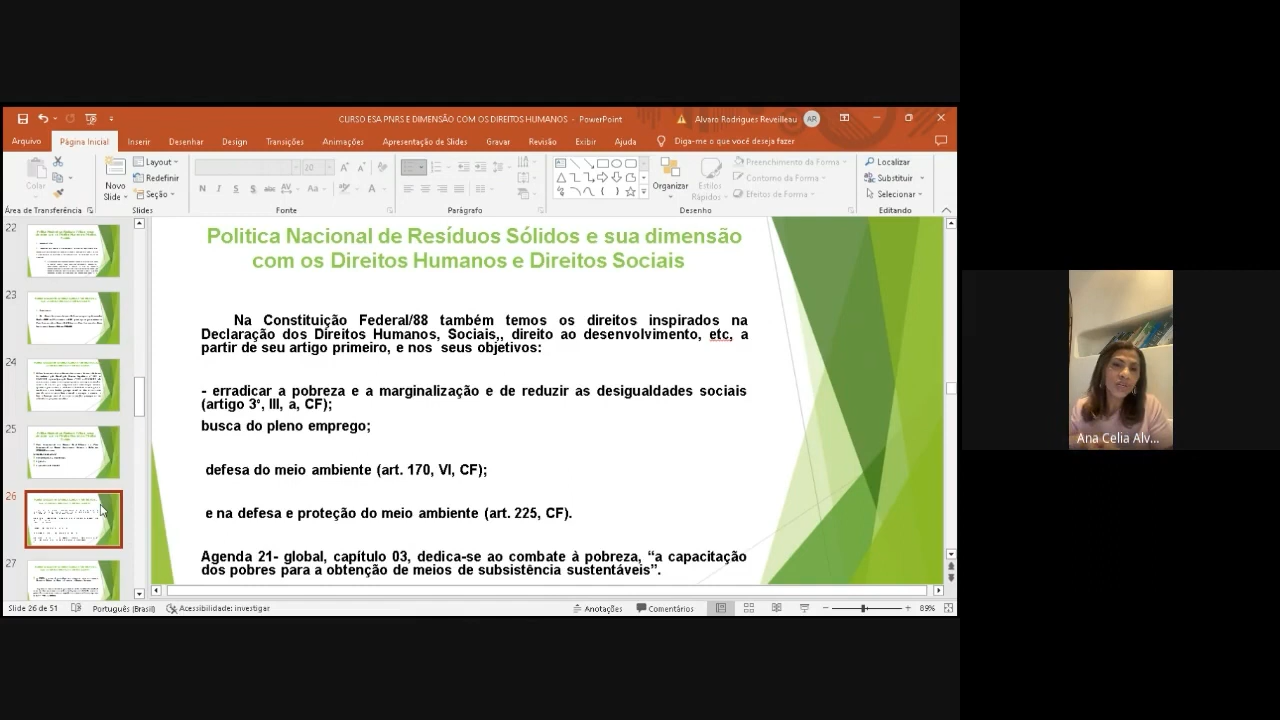 CURSO ESA PNRS E DIMENSÃO COM OS DIREITOS HUMANOS - PowerPoint
Alvaro Rodrigues Reveilleau
AR
Arquivo
Página Inicial
Inserir
Desenhar
Design
Transições
Animações
Apresentação de Slides
Gravar
Revisão
Exibir
Ajuda
Diga-me o que você deseja fazer
Colar
Novo
Slide
Layout
Redefinir
Seção
20
N I S S abc AV Aa A
Organizar
Estilos
Rápidos
Preenchimento da Forma
Contorno da Forma
Efeitos de Forma
Localizar
Substituir
Selecionar
Área de Transferência
Slides
Fonte
Parágrafo
Desenho
Editando
22
23
24
25
26
27
Politica Nacional de Resíduos Sólidos e sua dimensão
com os Direitos Humanos e Direitos Sociais
Na Constituição Federal/88 também temos os direitos inspirados na
Declaração dos Direitos Humanos, Sociais,, direito ao desenvolvimento, etc, a
partir de seu artigo primeiro, e nos seus objetivos:
- erradicar a pobreza e a marginalização e de reduzir as desigualdades sociais
(artigo 3°, III, a, CF);
busca do pleno emprego;
defesa do meio ambiente (art. 170, VI, CF);
e na defesa e proteção do meio ambiente (art. 225, CF).
Agenda 21- global, capítulo 03, dedica-se ao combate à pobreza, “a capacitação
dos pobres para a obtenção de meios de subsistência sustentáveis”.
Slide 26 de 51
Português (Brasil)
Acessibilidade: investigar
Anotações
Comentários
89%
Ana Celia Alv...